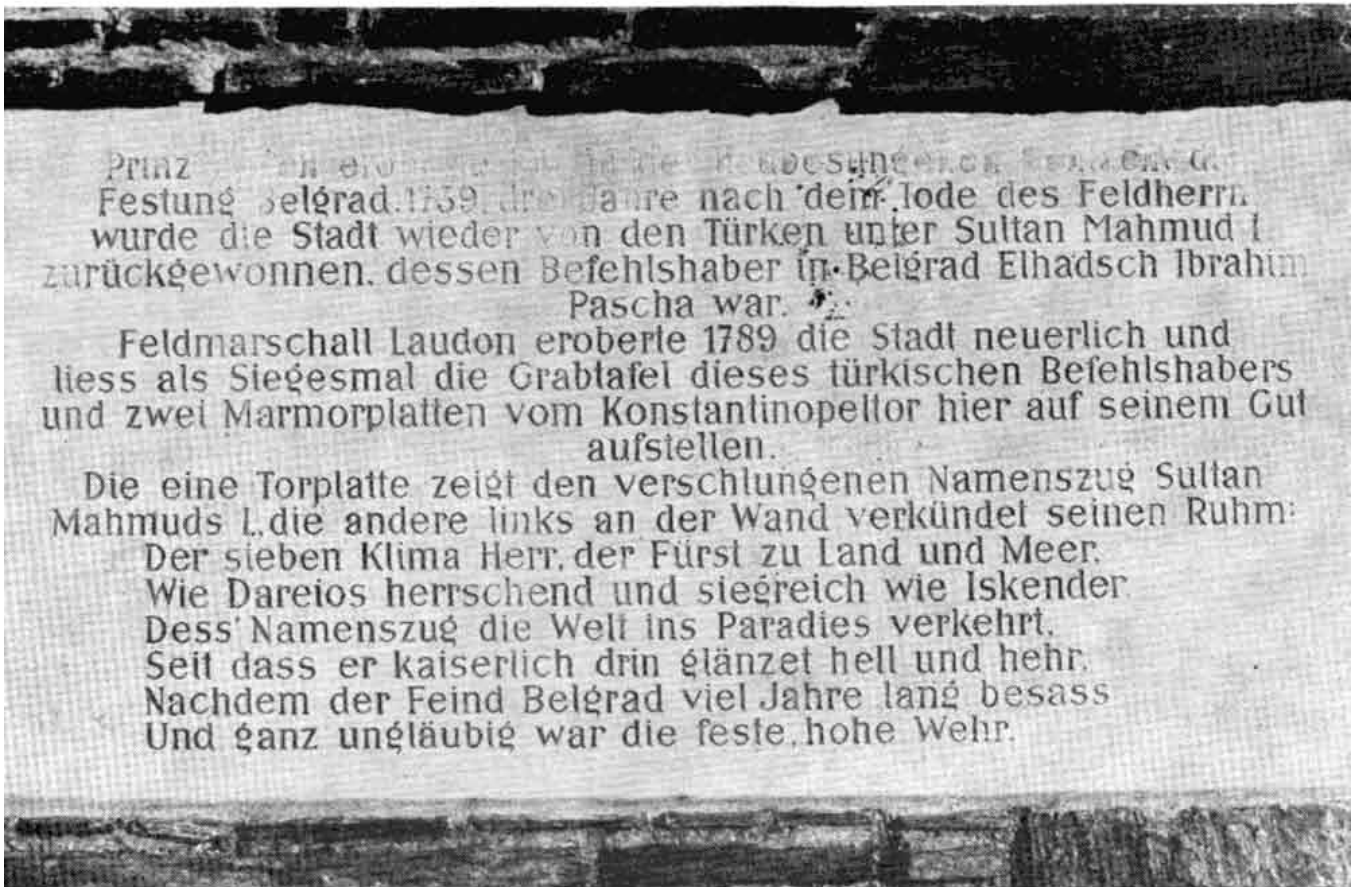 Prinz
Festung Belgrad. 1739, drei Jahre nach dem Tode des Feldherrn
wurde die Stadt wieder von den Türken unter Sultan Mahmud I
zurückgewonnen, dessen Befehlshaber in Belgrad Elhadsch Ibrahim
Pascha war.
Feldmarschall Laudon eroberte 1789 die Stadt neuerlich und
liess als Siegesmal die Grabtafel dieses türkischen Befehlshabers
und zwei Marmorplatten vom Konstantinopeltor hier auf seinem Gut
aufstellen.
Die eine Torplatte zeigt den verschlungenen Namenszug Sultan
Mahmuds I., die andere links an der Wand verkündet seinen Ruhm:
Der sieben Klima Herr, der Fürst zu Land und Meer.
Wie Dareios herrschend und siegreich wie Iskender
Dess' Namenszug die Welt ins Paradies verkehrt,
Seit dass er kaiserlich drin glänzet hell und hehr.
Nachdem der Feind Belgrad viel Jahre lang besass
Und ganz ungläubig war die feste, hohe Wehr.